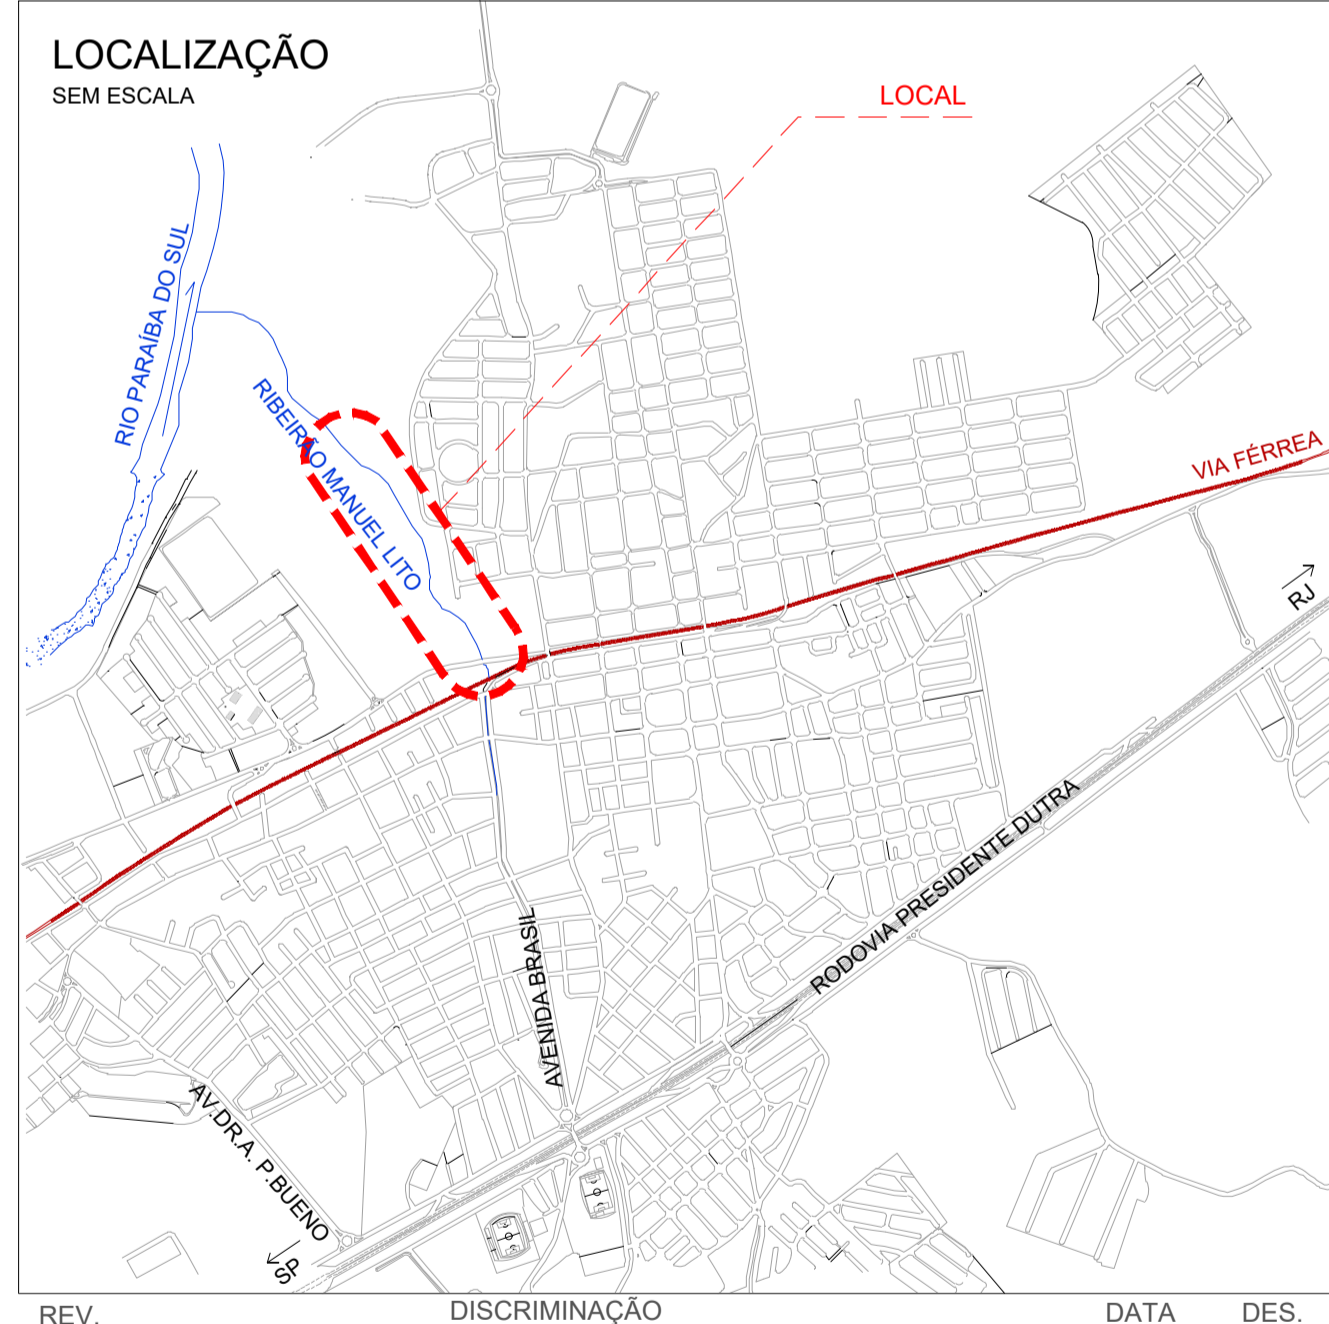 LOCALIZAÇÃO
SEM ESCALA
LOCAL
RIO PARAÍBA DO SUL
RIBEIRÃO MANUEL LITO
VIA FÉRREA
RJ
RODOVIA PRESIDENTE DUTRA
AVENIDA BRASIL
AV.DR.A. P.BUENO
SP
REV. DISCRIMINAÇÃO DATA DES.